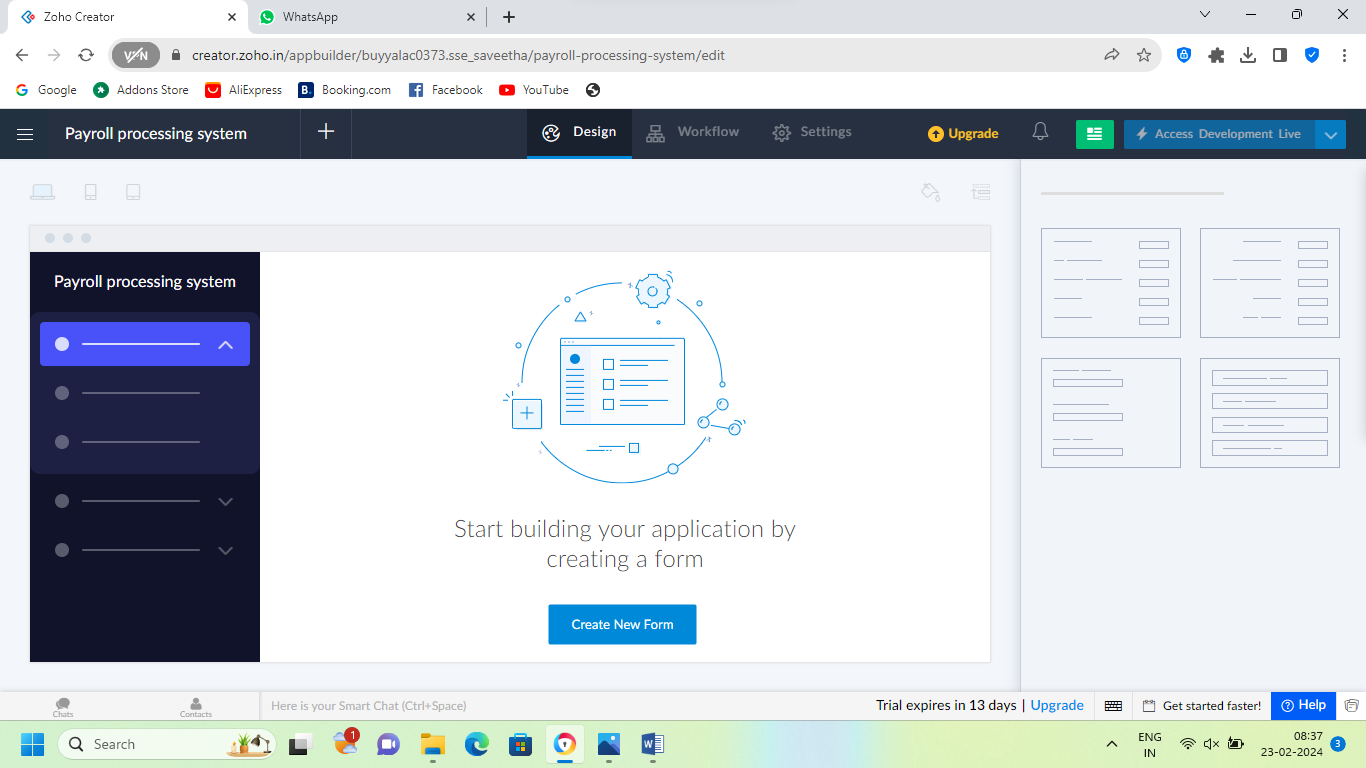 Zoho Creator
WhatsApp
VPN
creator.zoho.in/appbuilder/buyyalac0373.sse_saveetha/payroll-processing-system/edit
Google
Addons Store
AliExpress
B.
Booking.com
Facebook
YouTube
Payroll processing system
Design
Workflow
Settings
Upgrade
Access Development Live
Payroll processing system
Start building your application by
creating a form
Create New Form
Chats
Contacts
Here is your Smart Chat (Ctrl+Space)
Trial expires in 13 days | Upgrade
Get started faster!
Help
Search
1
ENG
IN
08:37
23-02-2024
3